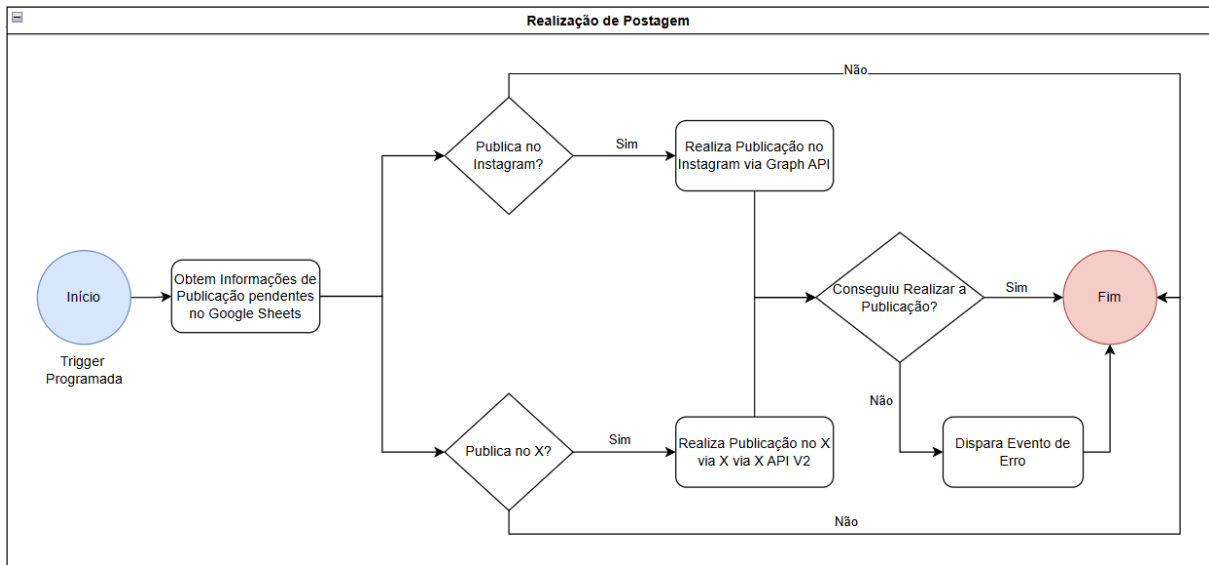 Realização de Postagem
Não
Publica no
Instagram?
Sim
Realiza Publicação no
Instagram via Graph API
Início
Trigger
Programada
Obtem Informações de
Publicação pendentes
no Google Sheets
Conseguiu Realizar a
Publicação?
Sim
Fim
Não
Publica no X?
Sim
Realiza Publicação no X
via X via X API V2
Dispara Evento de
Erro
Não